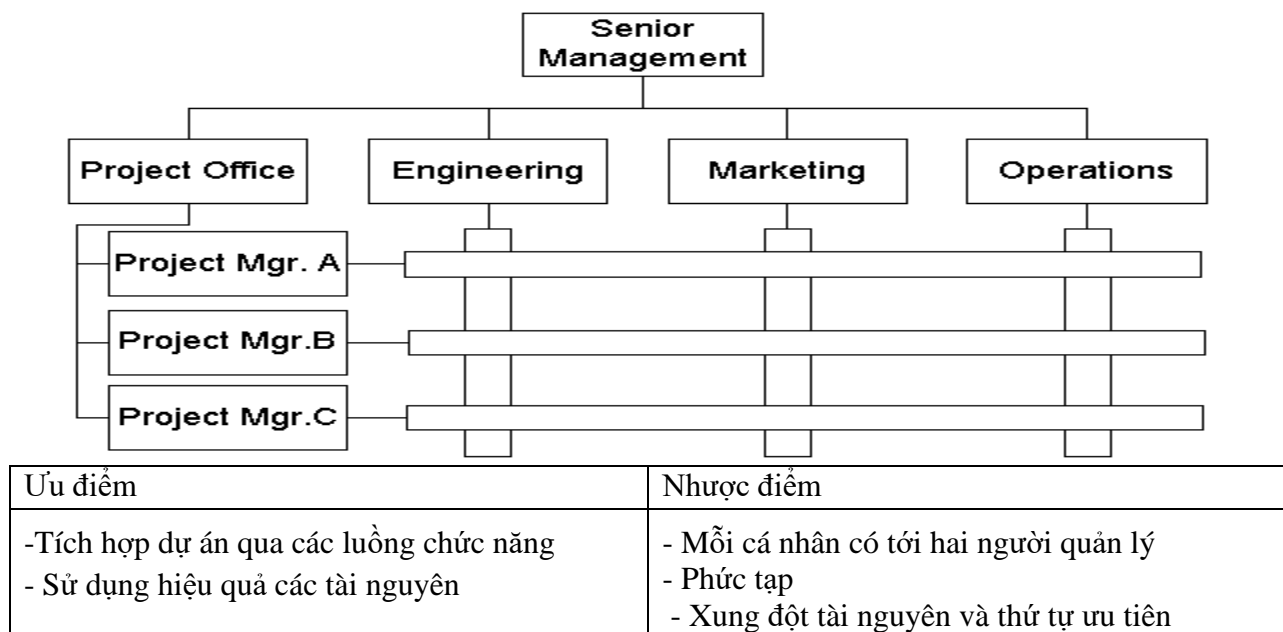 Senior
Management
Project Office
Engineering
Marketing
Operations
Project Mgr. A
Project Mgr.B
Project Mgr.C
Ưu điểm
Nhược điểm
-Tích hợp dự án qua các luồng chức năng
- Sử dụng hiệu quả các tài nguyên
- Mỗi cá nhân có tới hai người quản lý
- Phức tạp
- Xung đột tài nguyên và thứ tự ưu tiên